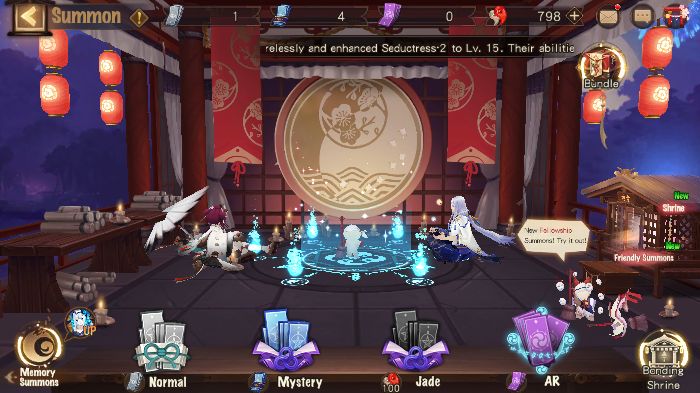 Summon
1
4
0
798
relessly and enhanced Seductress-2 to Lv. 15. Their abilitie
Bundle
New
Shrine
New Fellowship
Summons! Try it out!
New
Friendly Summons
UP
Memory
Summons
Normal
Mystery
100
Jade
AR
Bonding
Shrine